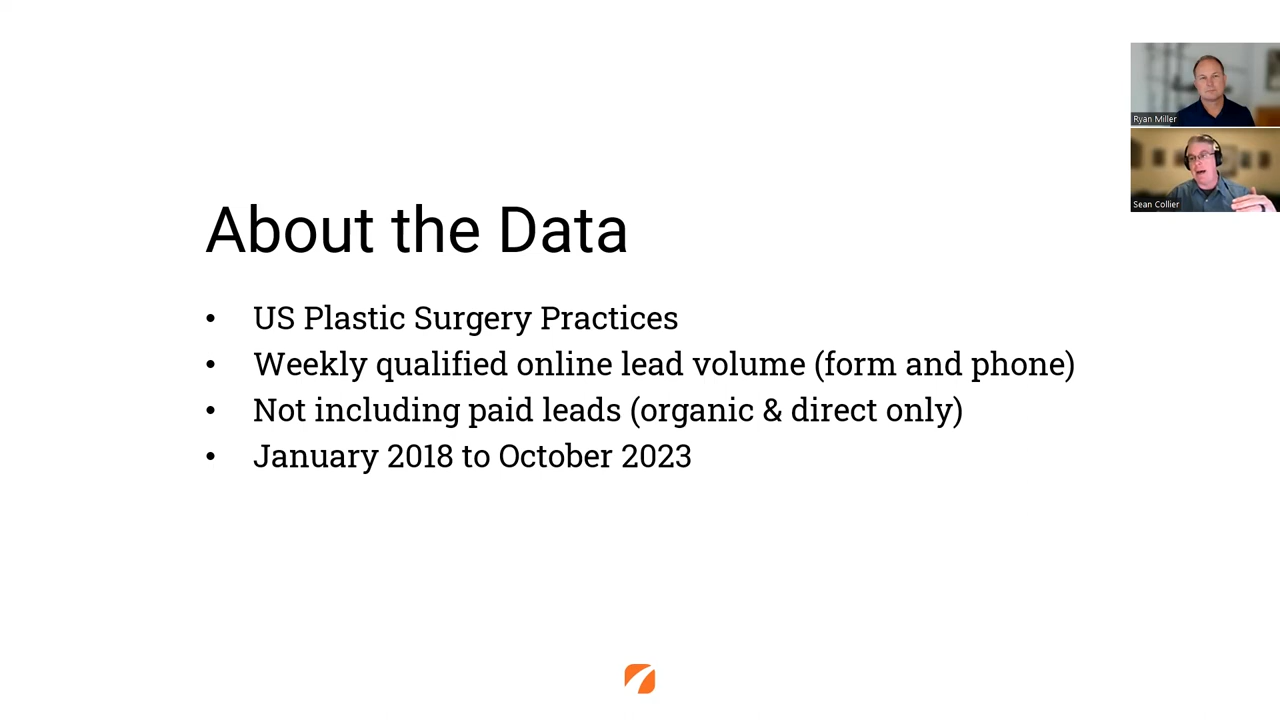 About the Data
• US Plastic Surgery Practices
• Weekly qualified online lead volume (form and phone)
• Not including paid leads (organic & direct only)
• January 2018 to October 2023
Ryan Miller
Sean Collier